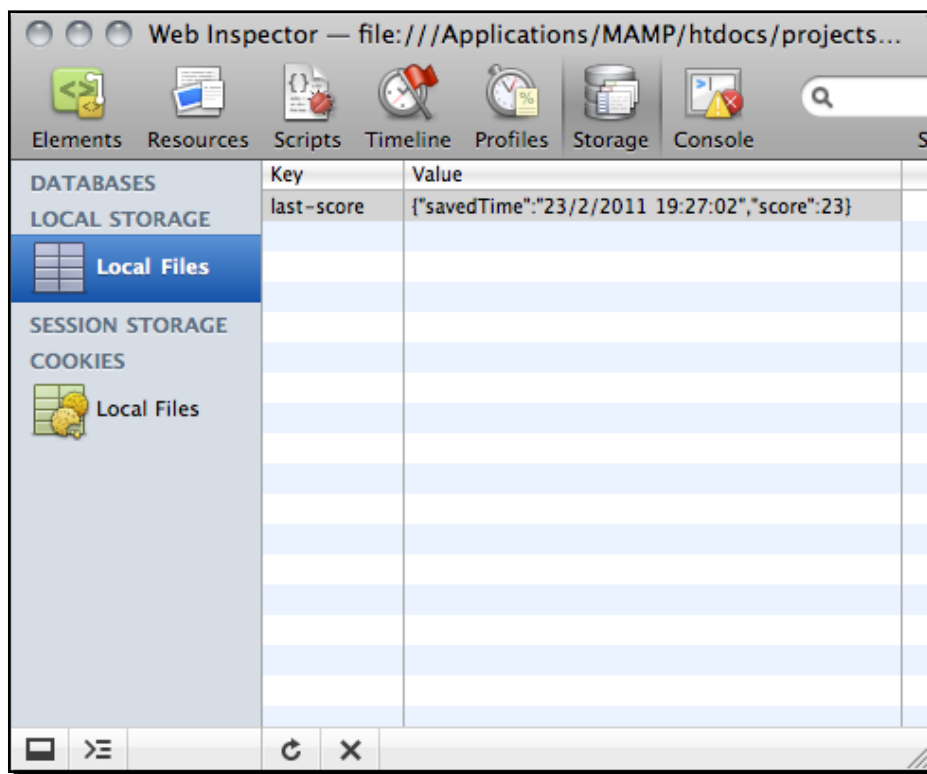 Web Inspector — file:///Applications/MAMP/htdocs/projects...
Elements Resources Scripts Timeline Profiles Storage Console
DATABASES
LOCAL STORAGE
Local Files
SESSION STORAGE
COOKIES
Local Files
Key Value
last-score {"savedTime":"23/2/2011 19:27:02","score":23}